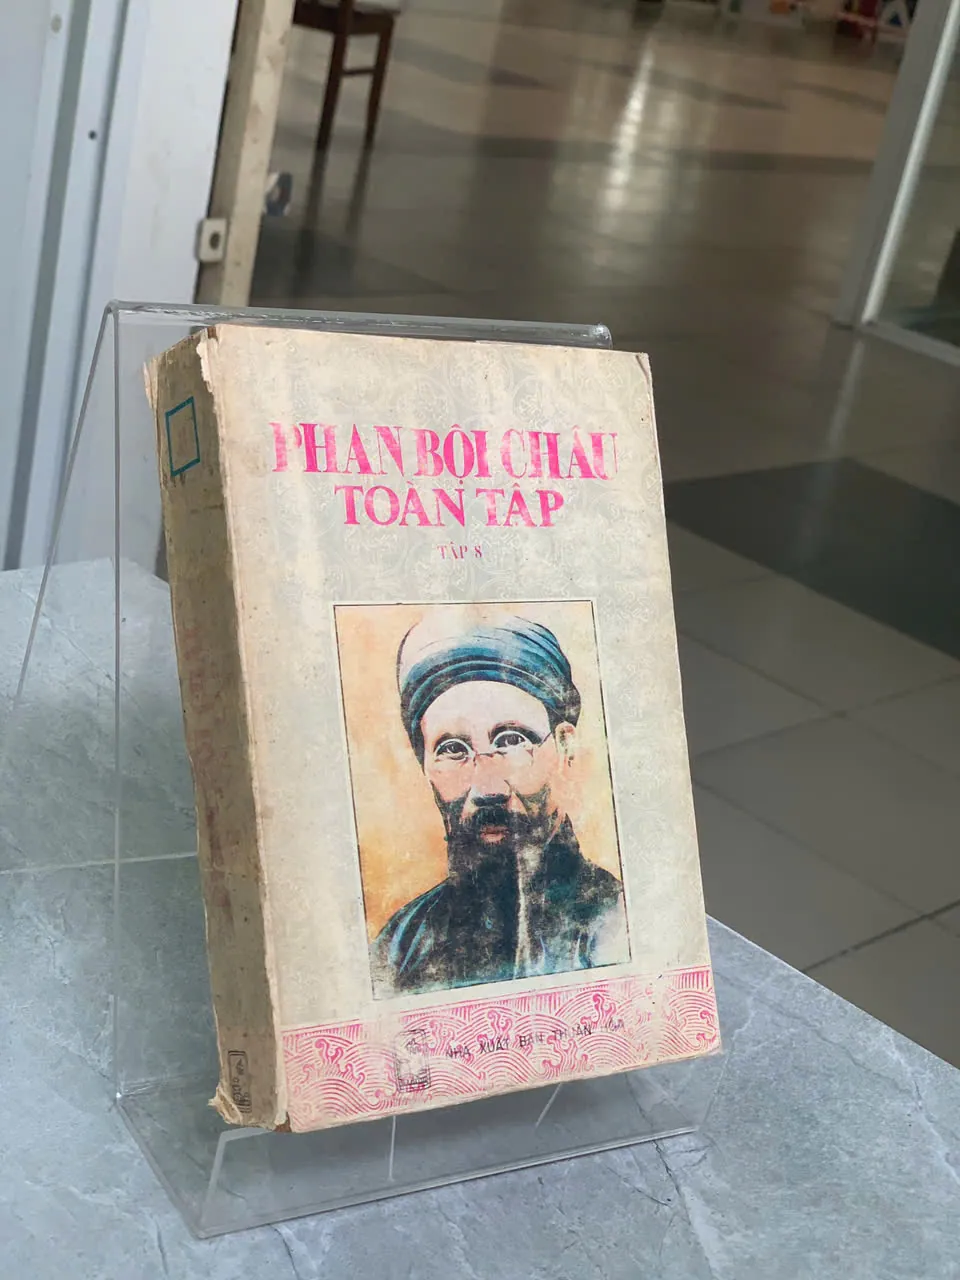 PHAN BỘI CHÂU
TOÀN TẬP
TẬP 8
NHÀ XUẤT BẢN THUẬN HÓA